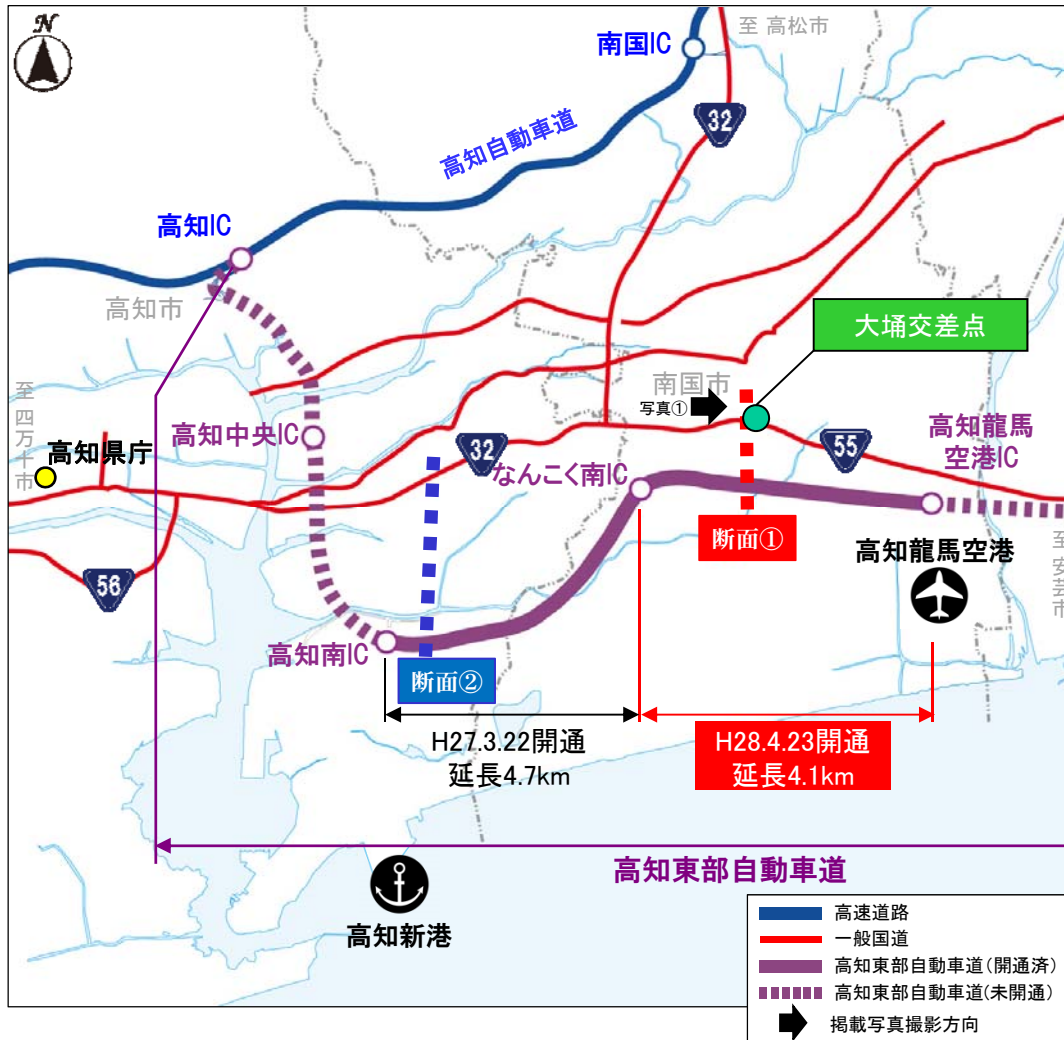 N
南国IC
至 高松市
32
高知自動車道
高知IC
高知市
大埇交差点
南国市
写真①
至 四万十市
高知中央IC
高知県庁
32
なんこく南IC
55
高知龍馬
空港IC
断面①
56
高知龍馬空港
至 安芸市
高知南IC
断面②
H27.3.22開通
延長4.7km
H28.4.23開通
延長4.1km
高知東部自動車道
高知新港
高速道路
一般国道
高知東部自動車道(開通済)
高知東部自動車道(未開通)
掲載写真撮影方向